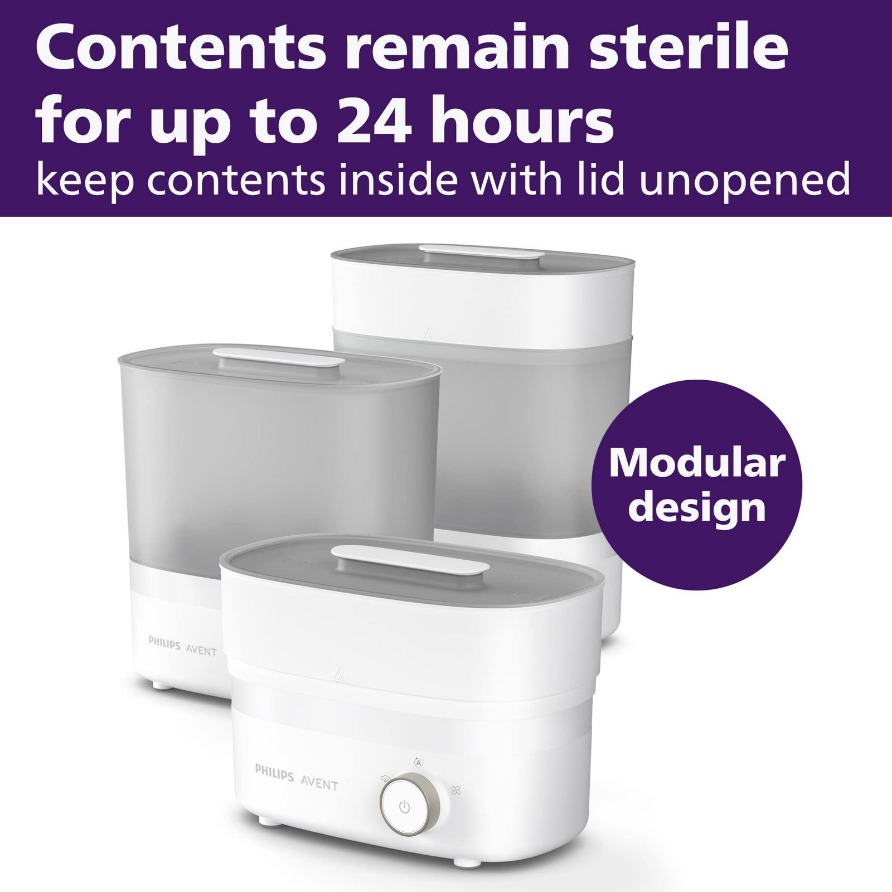 Contents remain sterile
for up to 24 hours
keep contents inside with lid unopened
Modular
design
PHILIPS AVENT
PHILIPS AVENT